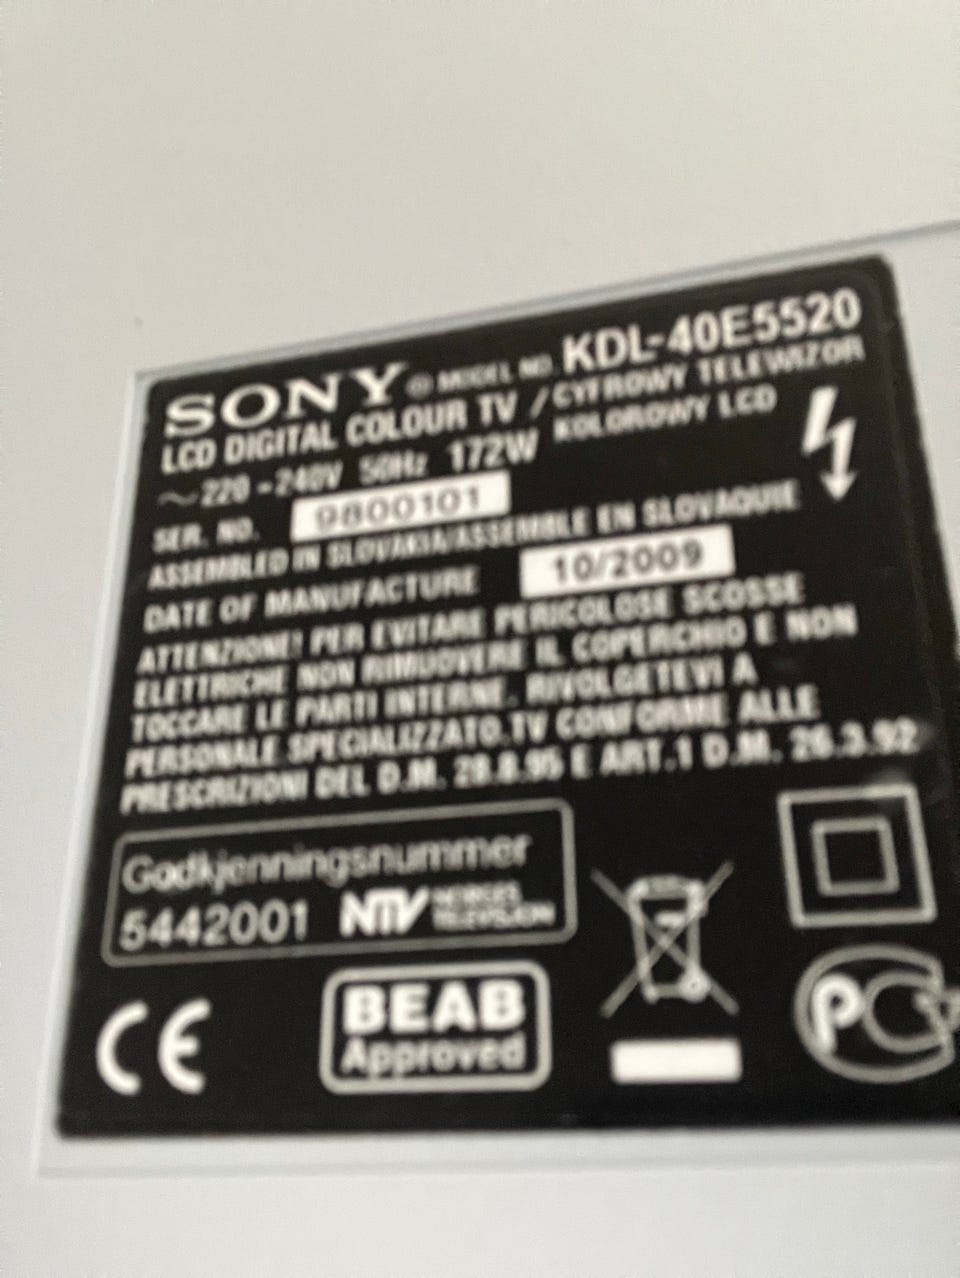 SONY ® MODEL NO. KDL-40E5520
LCD DIGITAL COLOUR TV / CYFROWY TELEWIZOR
KOLOROWY LCD
~220 - 240V 50Hz 172W
SER. NO. 9800101
ASSEMBLED IN SLOVAKIA/ASSEMBLE EN SLOVAQUIE
DATE OF MANUFACTURE 10/2009
ATTENZIONE! PER EVITARE PERICOLOSE SCOSSE
ELETTRICHE NON RIMUOVERE IL COPERCHIO E NON
TOCCARE LE PARTI INTERNE. RIVOLGETEVI A
PERSONALE SPECIALIZZATO.TV CONFORME ALLE
PRESCRIZIONI DEL D.M. 28.8.95 E ART.1 D.M. 26.3.92
Godkjenningsnummer
5442001 NTV NORGES
TELEVISJON
CE
BEAB
Approved
PC